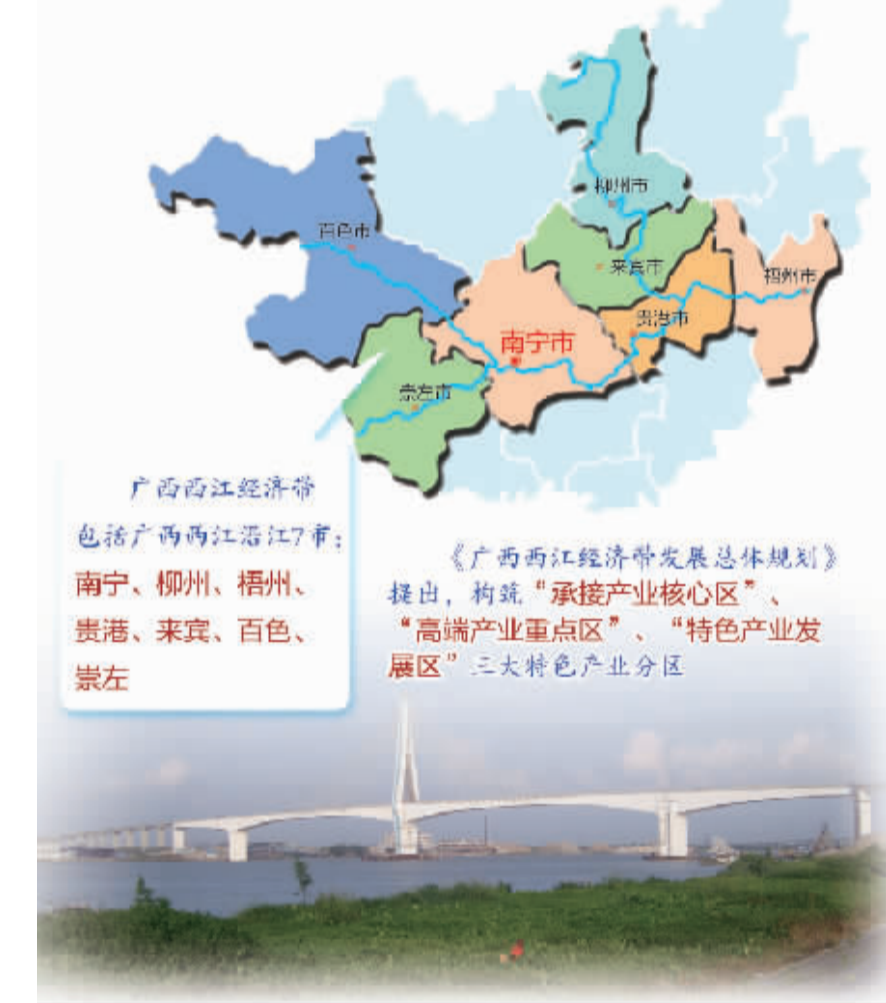 柳州市
百色市
来宾市
梧州市
贵港市
南宁市
崇左市
广西西江经济带
包括广西西江沿江7市：
南宁、柳州、梧州、
贵港、来宾、百色、
崇左
《广西西江经济带发展总体规划》
提出，构筑“承接产业核心区”、
“高端产业重点区”、“特色产业发
展区”三大特色产业分区